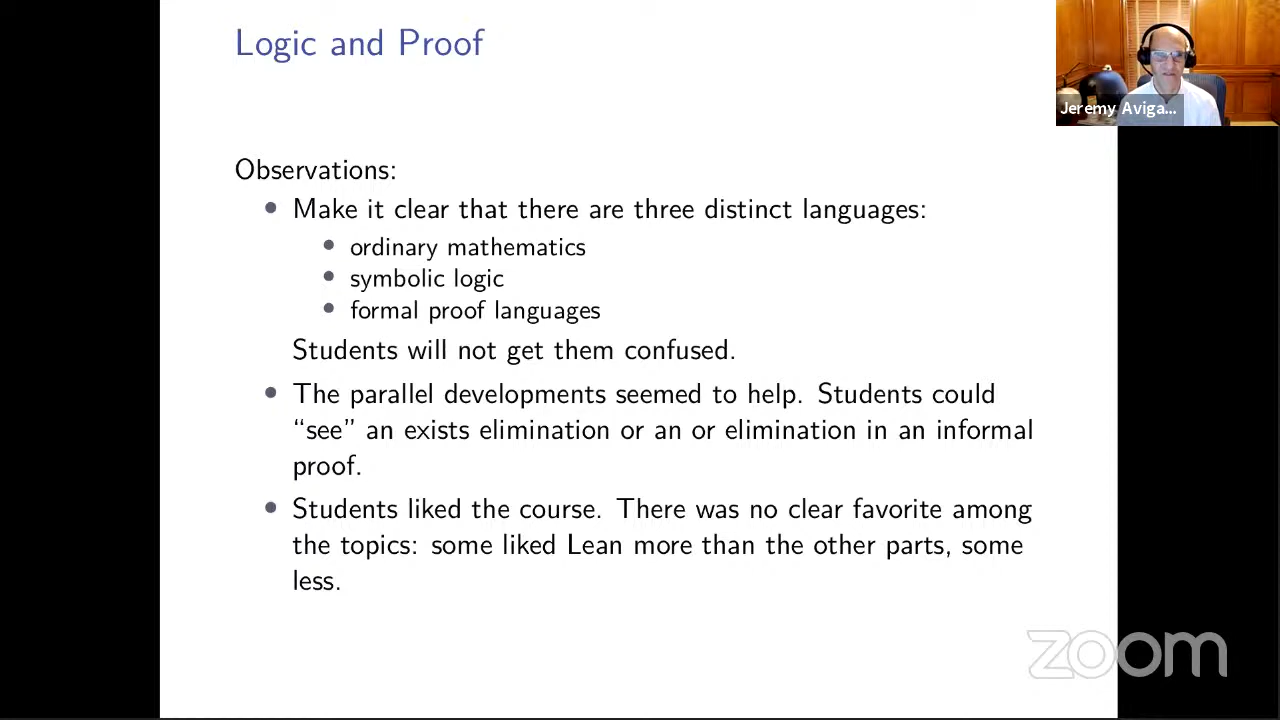 Logic and Proof
Jeremy Aviga...
Observations:
• Make it clear that there are three distinct languages:
• ordinary mathematics
• symbolic logic
• formal proof languages
Students will not get them confused.
• The parallel developments seemed to help. Students could
“see” an exists elimination or an or elimination in an informal
proof.
• Students liked the course. There was no clear favorite among
the topics: some liked Lean more than the other parts, some
less.
zoom